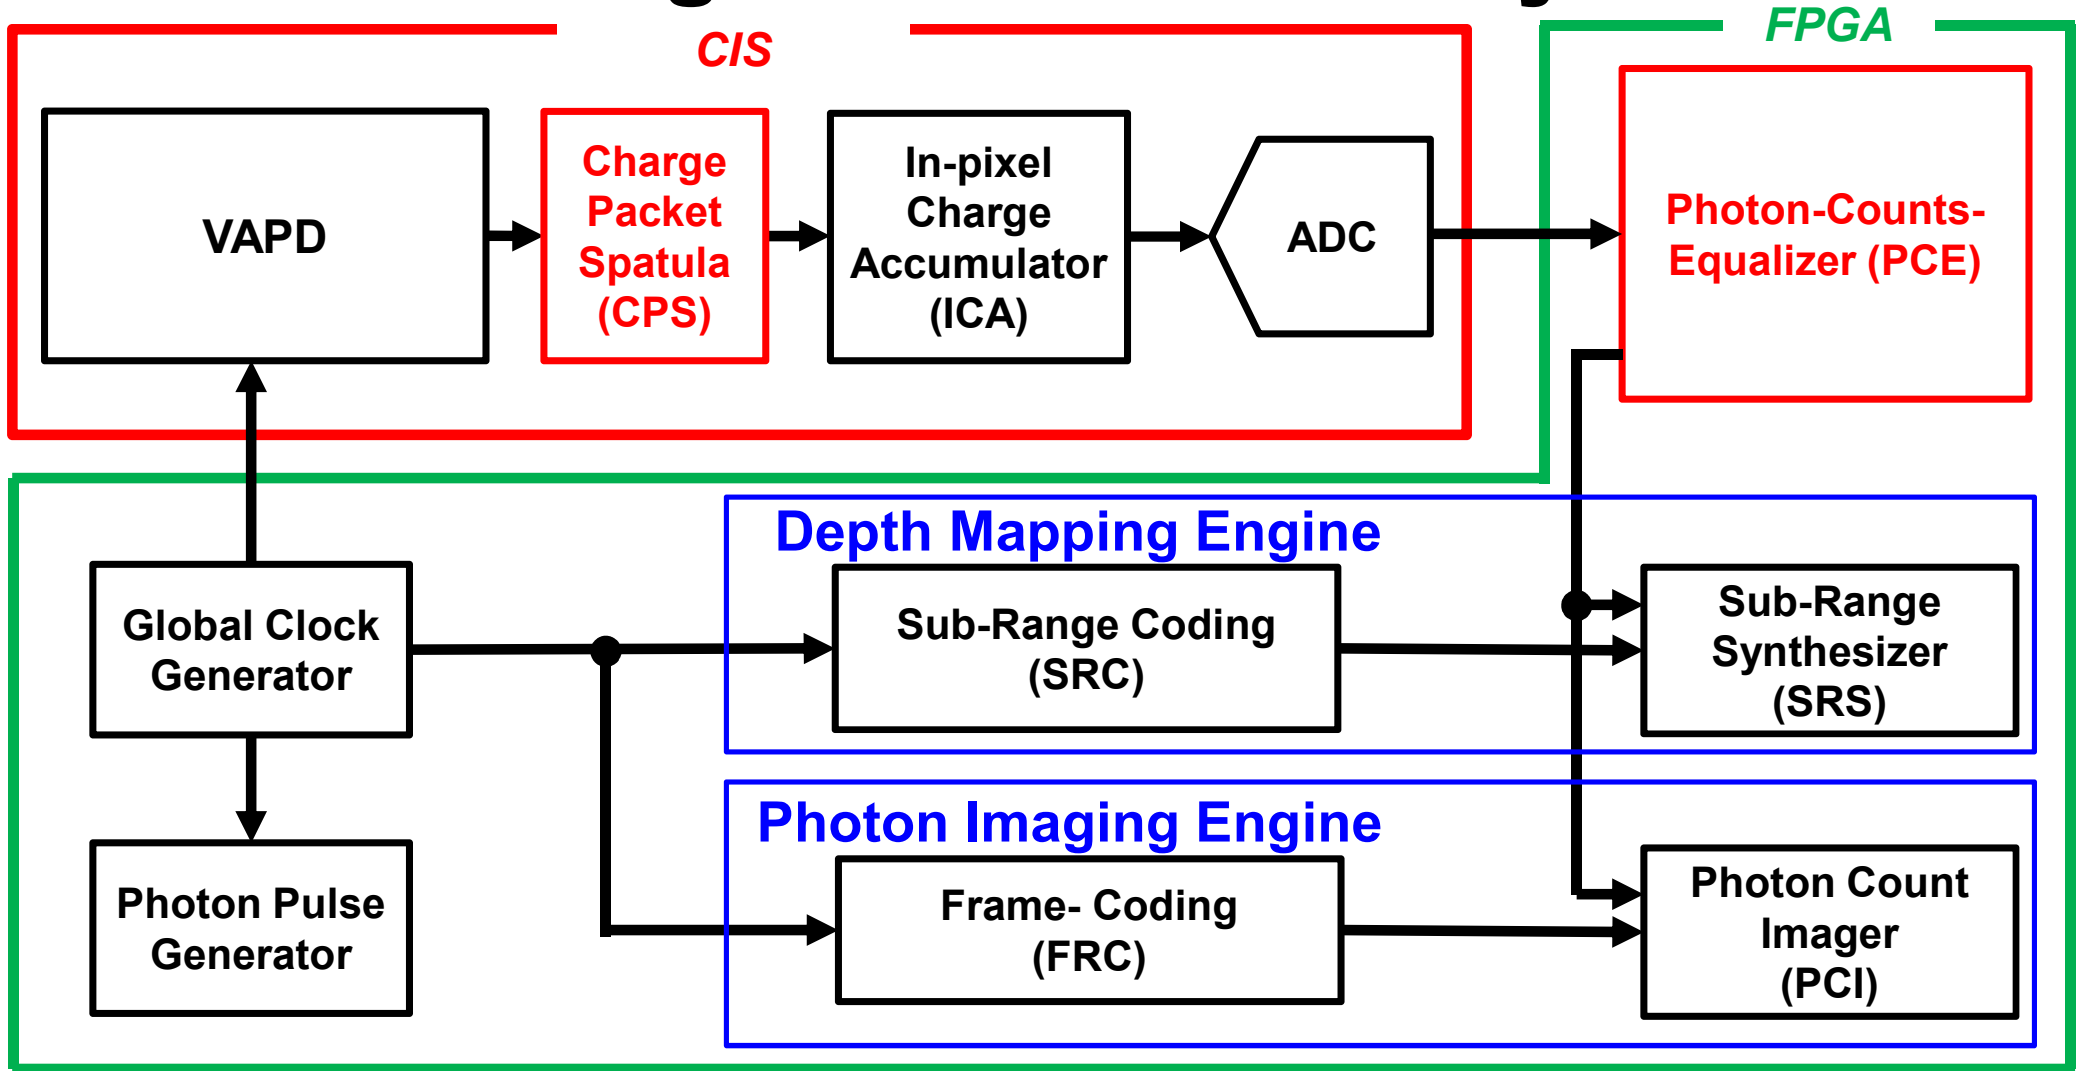 CIS
FPGA
VAPD
Charge
Packet
Spatula
(CPS)
In-pixel
Charge
Accumulator
(ICA)
ADC
Photon-Counts-
Equalizer (PCE)
Depth Mapping Engine
Global Clock
Generator
Sub-Range Coding
(SRC)
Sub-Range
Synthesizer
(SRS)
Photon Imaging Engine
Photon Pulse
Generator
Frame- Coding
(FRC)
Photon Count
Imager
(PCI)